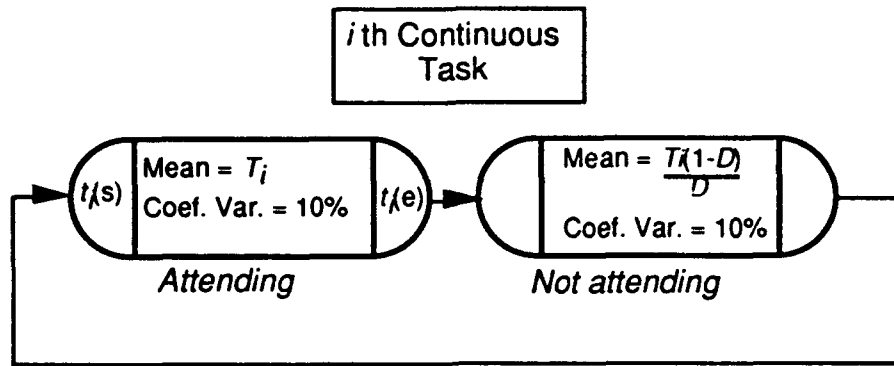 i th Continuous
Task
t_i(s)
Mean = T_i
Coef. Var. = 10%
t_i(e)
Mean = T_i(1-D)
D
Coef. Var. = 10%
Attending
Not attending